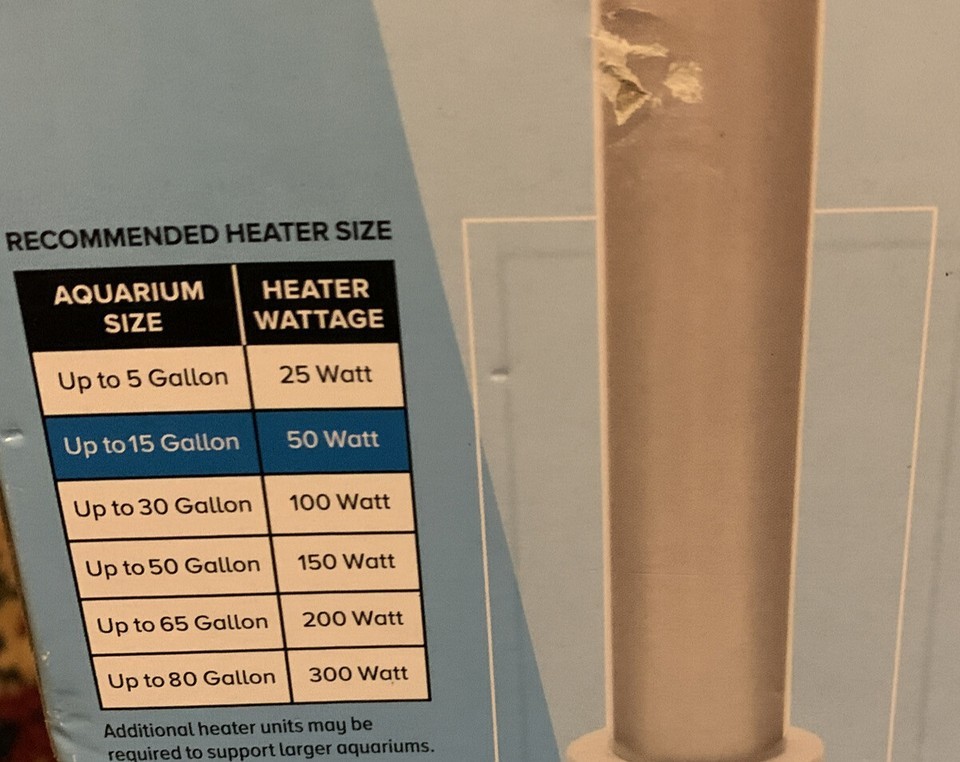 RECOMMENDED HEATER SIZE
AQUARIUM SIZE HEATER WATTAGE
Up to 5 Gallon 25 Watt
Up to 15 Gallon 50 Watt
Up to 30 Gallon 100 Watt
Up to 50 Gallon 150 Watt
Up to 65 Gallon 200 Watt
Up to 80 Gallon 300 Watt
Additional heater units may be
required to support larger aquariums.